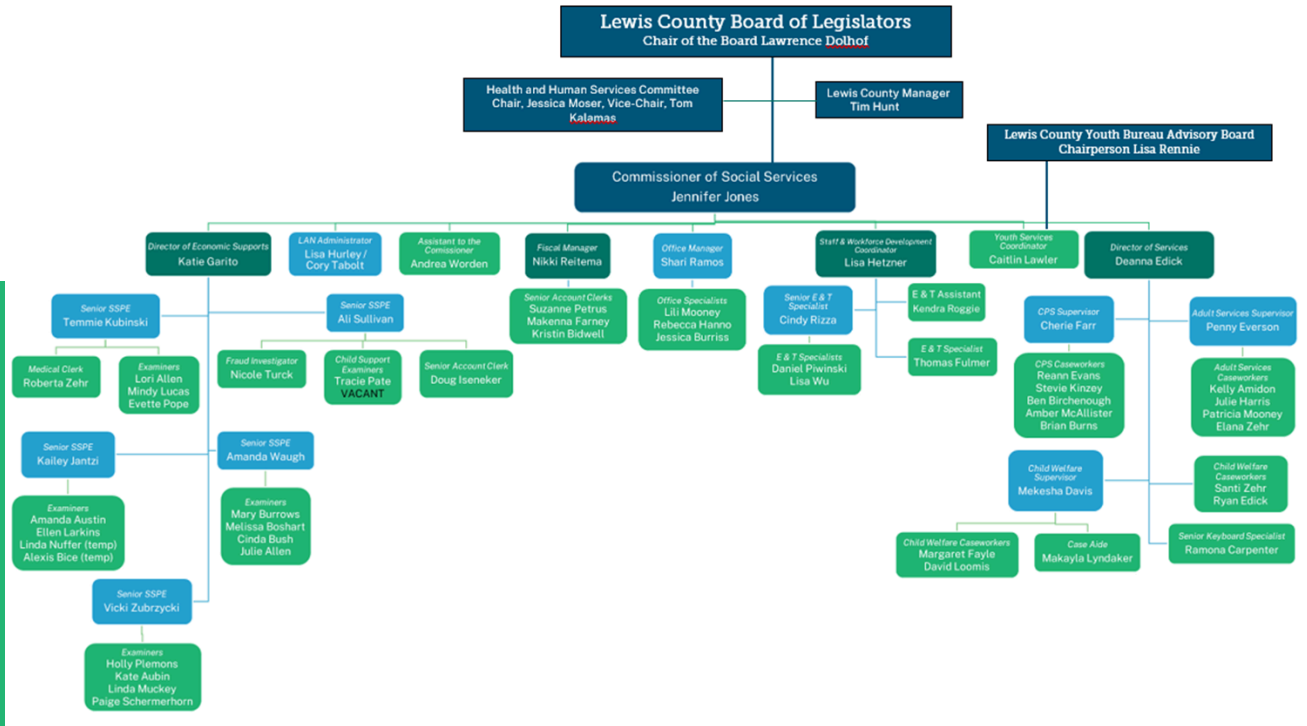 Lewis County Board of Legislators
Chair of the Board Lawrence Dolhof
Health and Human Services Committee
Chair, Jessica Moser, Vice-Chair, Tom
Kalamas
Lewis County Manager
Tim Hunt
Lewis County Youth Bureau Advisory Board
Chairperson Lisa Rennie
Commissioner of Social Services
Jennifer Jones
Director of Economic Supports
Katie Garito
LAN Administrator
Lisa Hurley /
Cory Tabolt
Assistant to the
Comissioner
Andrea Worden
Fiscal Manager
Nikki Reitema
Office Manager
Shari Ramos
Staff & Workforce Development
Coordinator
Lisa Hetzner
Youth Services
Coordinator
Caitlin Lawler
Director of Services
Deanna Edick
Senior SSPE
Temmie Kubinski
Senior SSPE
Ali Sullivan
Senior Account Clerks
Suzanne Petrus
Makenna Farney
Kristin Bidwell
Office Specialists
Lili Mooney
Rebecca Hanno
Jessica Burriss
Senior E & T
Specialist
Cindy Rizza
E & T Assistant
Kendra Roggie
CPS Supervisor
Cherie Farr
Adult Services Supervisor
Penny Everson
Medical Clerk
Roberta Zehr
Examiners
Lori Allen
Mindy Lucas
Evette Pope
Fraud Investigator
Nicole Turck
Child Support
Examiners
Tracie Pate
VACANT
Senior Account Clerk
Doug Iseneker
E & T Specialists
Daniel Piwinski
Lisa Wu
E & T Specialist
Thomas Fulmer
CPS Caseworkers
Reann Evans
Stevie Kinzey
Ben Birchenough
Amber McAllister
Brian Burns
Adult Services
Caseworkers
Kelly Amidon
Julie Harris
Patricia Mooney
Elana Zehr
Senior SSPE
Kailey Jantzi
Senior SSPE
Amanda Waugh
Child Welfare
Supervisor
Mekesha Davis
Child Welfare
Caseworkers
Santi Zehr
Ryan Edick
Examiners
Amanda Austin
Ellen Larkins
Linda Nuffer (temp)
Alexis Bice (temp)
Examiners
Mary Burrows
Melissa Boshart
Cinda Bush
Julie Allen
Child Welfare Caseworkers
Margaret Fayle
David Loomis
Case Aide
Makayla Lyndaker
Senior Keyboard Specialist
Ramona Carpenter
Senior SSPE
Vicki Zubrzycki
Examiners
Holly Plemons
Kate Aubin
Linda Muckey
Paige Schermerhorn